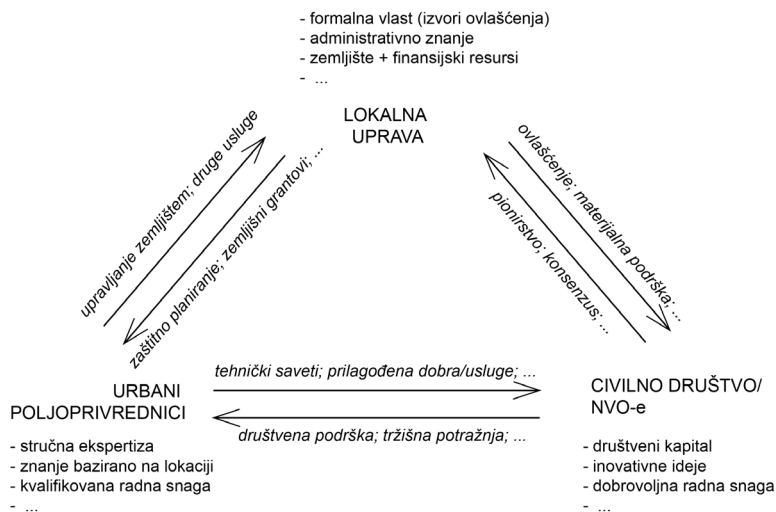 - formalna vlast (izvori ovlašćenja)
- administrativno znanje
- zemljište + finansijski resursi
- ...
LOKALNA
UPRAVA
upravljanje zemljištem; druge usluge
zaštitno planiranje; zemljišni grantovi; ...
ovlašćenje; materijalna podrška; ...
pionirstvo; konsenzus; ...
tehnički saveti; prilagođena dobra/usluge; ...
društvena podrška; tržišna potražnja; ...
URBANI
POLJOPRIVREDNICI
- stručna ekspertiza
- znanje bazirano na lokaciji
- kvalifikovana radna snaga
- ...
CIVILNO DRUŠTVO/
NVO-e
- društveni kapital
- inovativne ideje
- dobrovoljna radna snaga
- ...